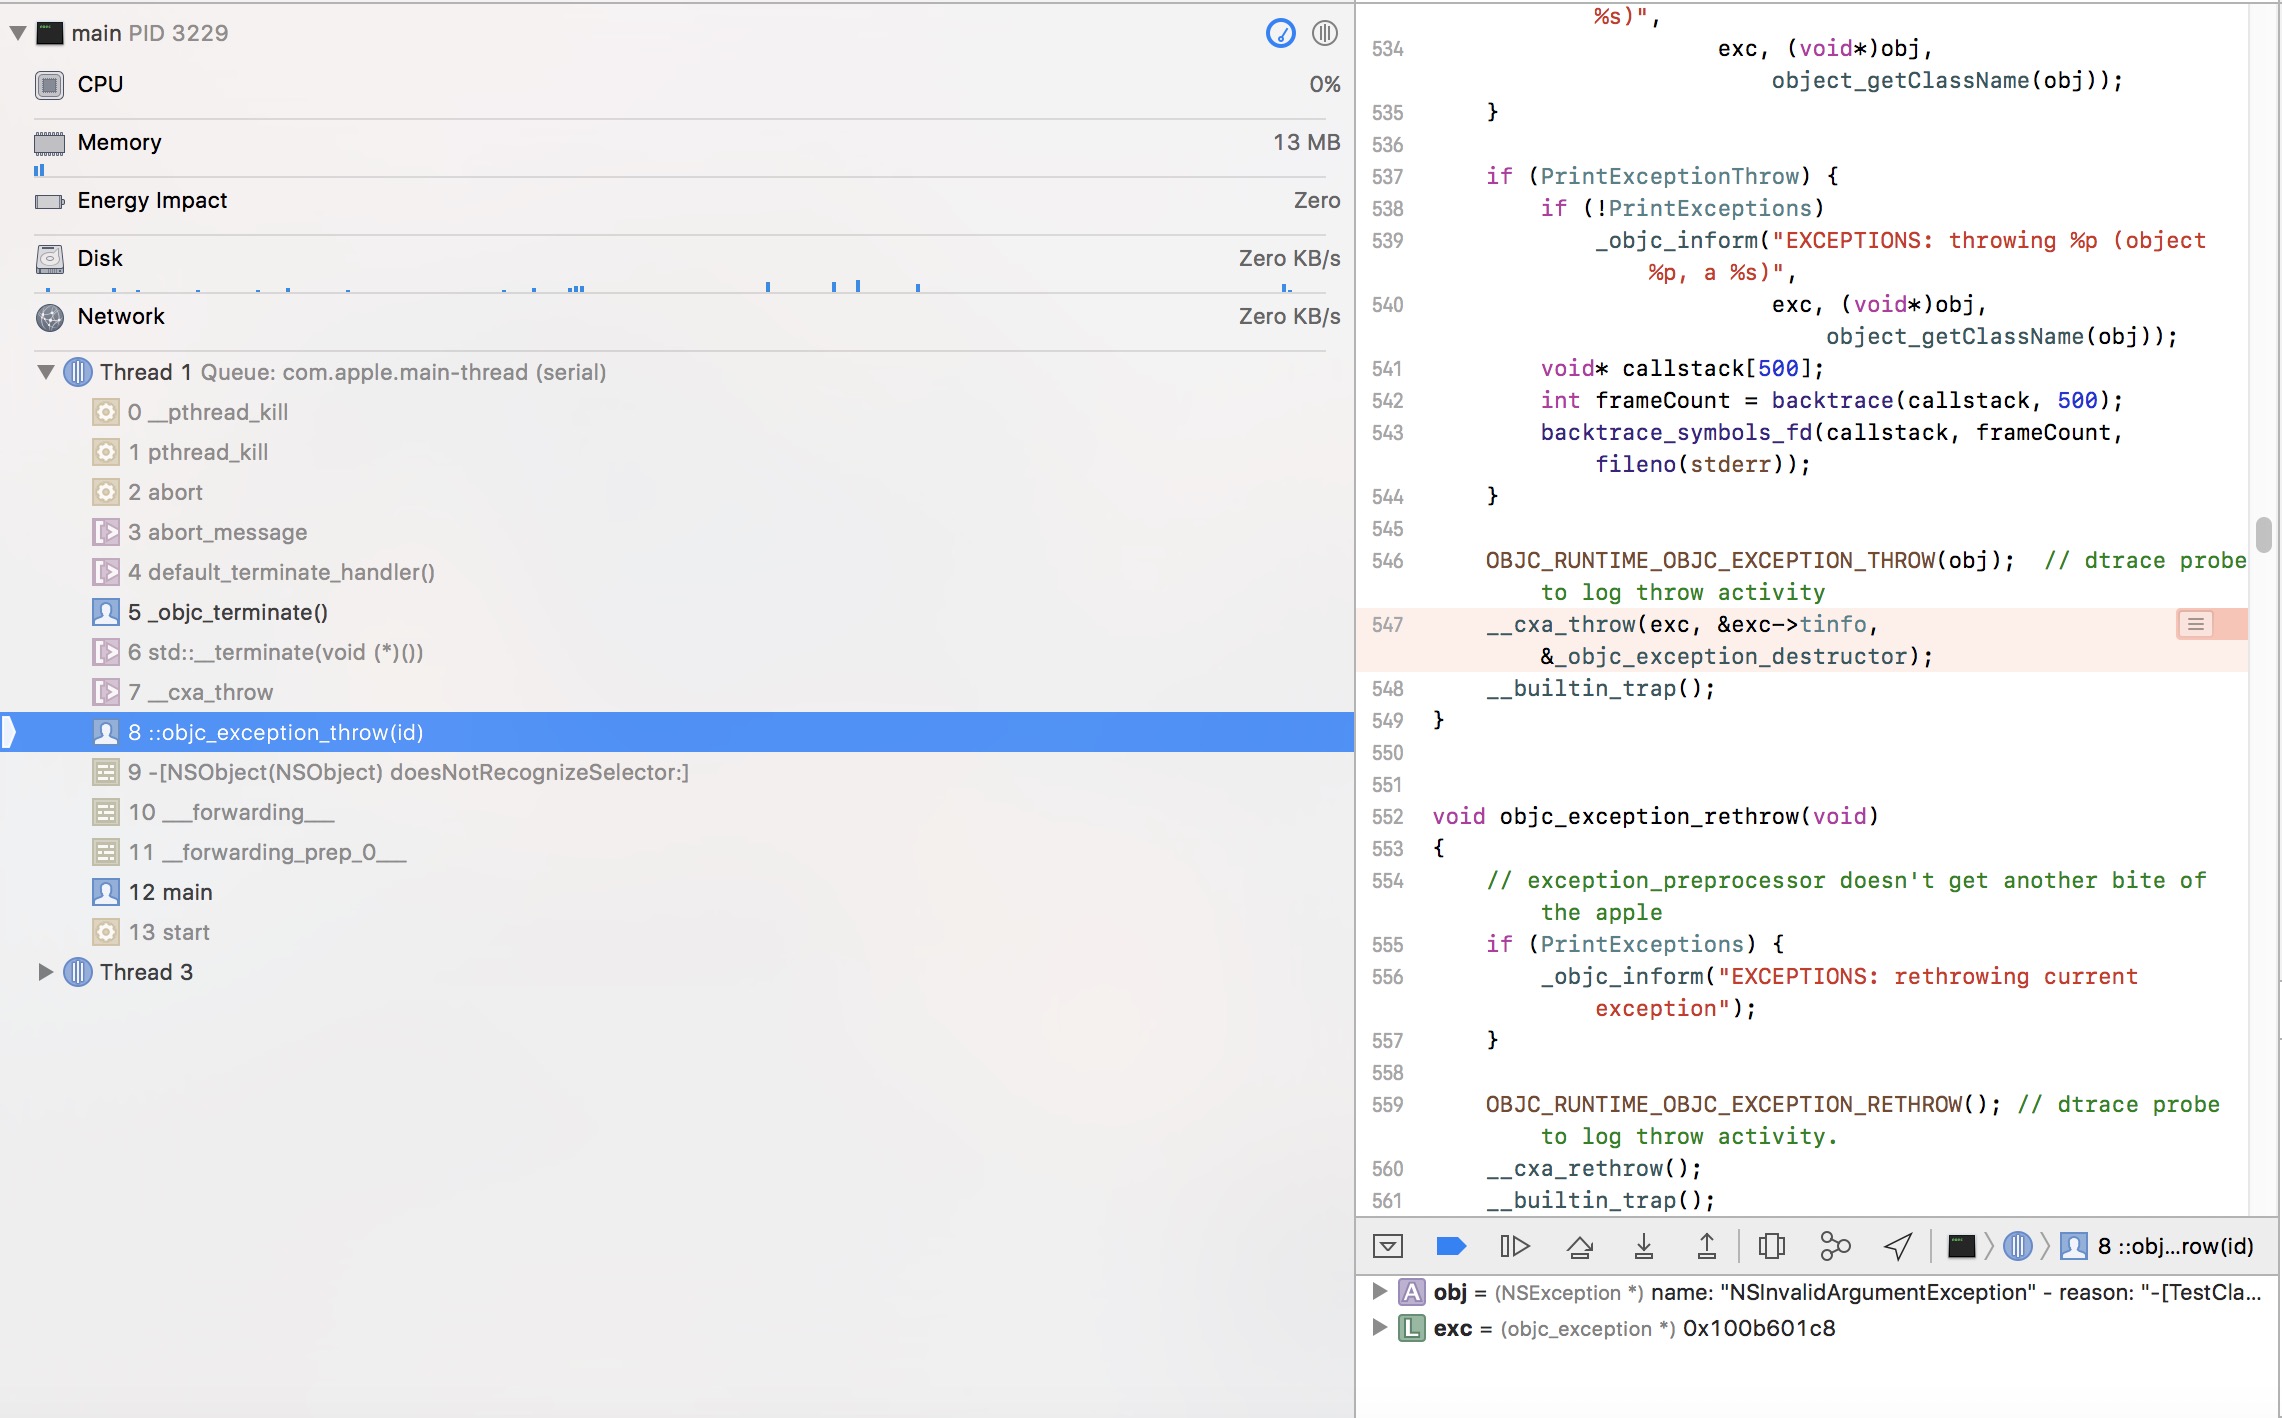 main PID 3229
CPU 0%
Memory 13 MB
Energy Impact Zero
Disk Zero KB/s
Network Zero KB/s
Thread 1 Queue: com.apple.main-thread (serial)
0 __pthread_kill
1 pthread_kill
2 abort
3 abort_message
4 default_terminate_handler()
5 _objc_terminate()
6 std::__terminate(void (*)())
7 __cxa_throw
8 ::objc_exception_throw(id)
9 -[NSObject(NSObject) doesNotRecognizeSelector:]
10 ___forwarding___
11 __forwarding_prep_0___
12 main
13 start
Thread 3
%s)",
534 exc, (void*)obj,
object_getClassName(obj));
535 }
536
537 if (PrintExceptionThrow) {
538 if (!PrintExceptions)
539 _objc_inform("EXCEPTIONS: throwing %p (object
%p, a %s)",
540 exc, (void*)obj,
object_getClassName(obj));
541 void* callstack[500];
542 int frameCount = backtrace(callstack, 500);
543 backtrace_symbols_fd(callstack, frameCount,
fileno(stderr));
544 }
545
546 OBJC_RUNTIME_OBJC_EXCEPTION_THROW(obj);  // dtrace probe
to log throw activity
547 __cxa_throw(exc, &exc->tinfo,
&_objc_exception_destructor);
548 __builtin_trap();
549 }
550
551
552 void objc_exception_rethrow(void)
553 {
554 // exception_preprocessor doesn't get another bite of
the apple
555 if (PrintExceptions) {
556 _objc_inform("EXCEPTIONS: rethrowing current
exception");
557 }
558
559 OBJC_RUNTIME_OBJC_EXCEPTION_RETHROW(); // dtrace probe
to log throw activity.
560 __cxa_rethrow();
561 __builtin_trap();
8 ::obj...row(id)
A obj = (NSException *) name: "NSInvalidArgumentException" - reason: "-[TestCla...
L exc = (objc_exception *) 0x100b601c8